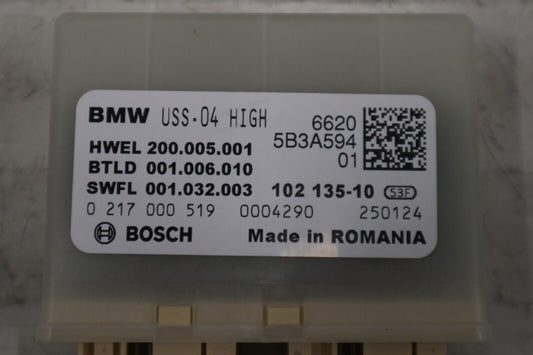 BMW USS-04 HIGH 6620
HWEL 200.005.001 5B3A594
BTLD 001.006.010 01
SWFL 001.032.003 102 135-10 S3F
0 217 000 519 0004290 250124
BOSCH Made in ROMANIA